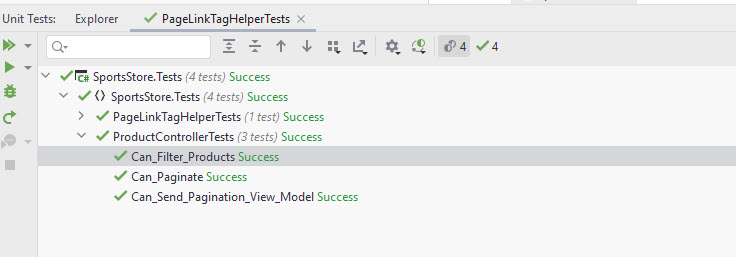 Unit Tests: Explorer PageLinkTagHelperTests
4 4
C# SportsStore.Tests (4 tests) Success
SportsStore.Tests (4 tests) Success
PageLinkTagHelperTests (1 test) Success
ProductControllerTests (3 tests) Success
Can_Filter_Products Success
Can_Paginate Success
Can_Send_Pagination_View_Model Success